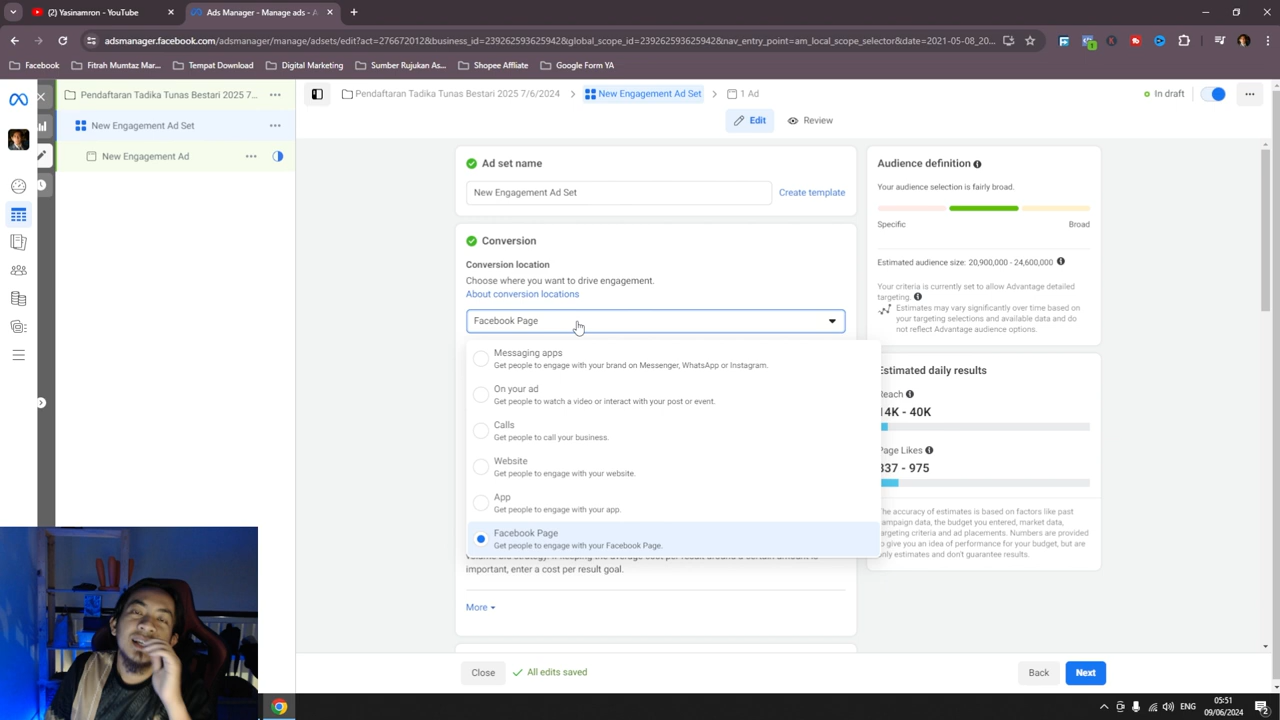 (2) Yasinamrom - YouTube
Ads Manager - Manage ads -
adsmanager.facebook.com/adsmanager/manage/assets/edit?act=276672012&business_id=239262593625942&global_scope_id=239262593625942&nav_entry_point=am_local_scope_selector&date=2021-05-08_20...
Facebook
Fitrah Mumtaz Mar...
Tempat Download
Digital Marketing
Sumber Rujukan As...
Shopee Affliate
Google Form YA
Pendaftaran Tadika Tunas Bestari 2025 7...
New Engagement Ad Set
New Engagement Ad
Pendaftaran Tadika Tunas Bestari 2025 7/6/2024
New Engagement Ad Set
1 Ad
In draft
Edit
Review
Ad set name
New Engagement Ad Set
Create template
Conversion
Conversion location
Choose where you want to drive engagement.
About conversion locations
Facebook Page
Messaging apps
Get people to engage with your brand on Messenger, WhatsApp or Instagram.
On your ad
Get people to watch a video or interact with your post or event.
Calls
Get people to call your business.
Website
Get people to engage with your website.
App
Get people to engage with your app.
Facebook Page
Get people to engage with your Facebook Page.
important, enter a cost per result goal.
More
Audience definition
Your audience selection is fairly broad.
Specific
Broad
Estimated audience size: 20,900,000 - 24,600,000
Your criteria is currently set to allow Advantage detailed
targeting.
Estimates may vary significantly over time based on
your targeting selections and available data and do
not reflect Advantage audience options.
Estimated daily results
Reach
14K - 40K
Page Likes
337 - 975
The accuracy of estimates is based on factors like past
campaign data, the budget you entered, market data,
targeting criteria and ad placements. Numbers are provided
to give you an idea of performance for your budget, but are
only estimates and don't guarantee results.
Close
All edits saved
Back
Next
ENG
05:51
09/06/2024
2